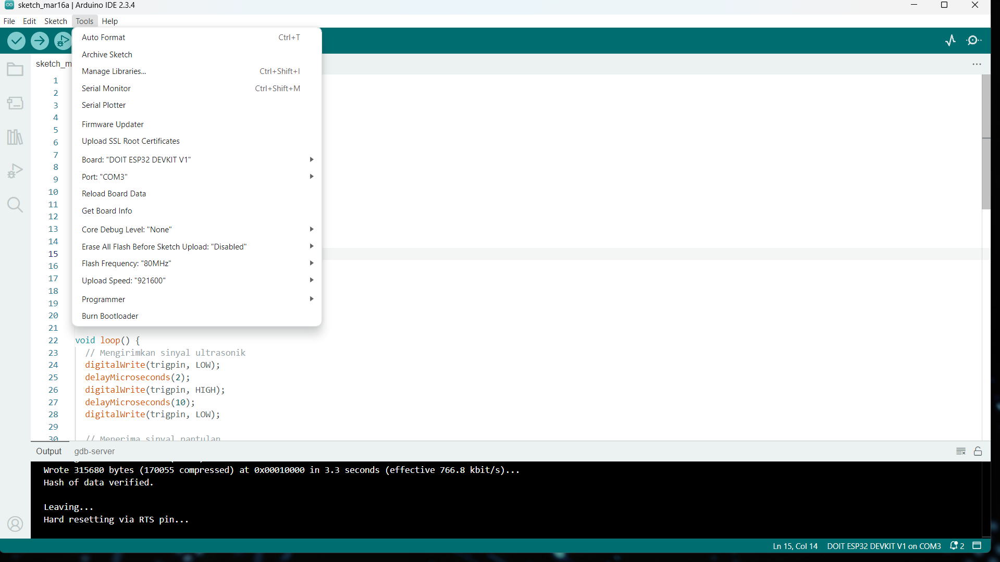 sketch_mar16a | Arduino IDE 2.3.4
File Edit Sketch Tools Help
Auto Format Ctrl+T
Archive Sketch
Manage Libraries... Ctrl+Shift+I
Serial Monitor Ctrl+Shift+M
Serial Plotter
Firmware Updater
Upload SSL Root Certificates
Board: "DOIT ESP32 DEVKIT V1"
Port: "COM3"
Reload Board Data
Get Board Info
Core Debug Level: "None"
Erase All Flash Before Sketch Upload: "Disabled"
Flash Frequency: "80MHz"
Upload Speed: "921600"
Programmer
Burn Bootloader
sketch_m
1
2
3
4
5
6
7
8
9
10
11
12
13
14
15
16
17
18
19
20
21
22 void loop() {
23 // Mengirimkan sinyal ultrasonik
24 digitalWrite(trigpin, LOW);
25 delayMicroseconds(2);
26 digitalWrite(trigpin, HIGH);
27 delayMicroseconds(10);
28 digitalWrite(trigpin, LOW);
29
30 // Menerima sinyal pantulan
Output gdb-server
Wrote 315680 bytes (170055 compressed) at 0x00010000 in 3.3 seconds (effective 766.8 kbit/s)...
Hash of data verified.
Leaving...
Hard resetting via RTS pin...
Ln 15, Col 14 DOIT ESP32 DEVKIT V1 on COM3 2